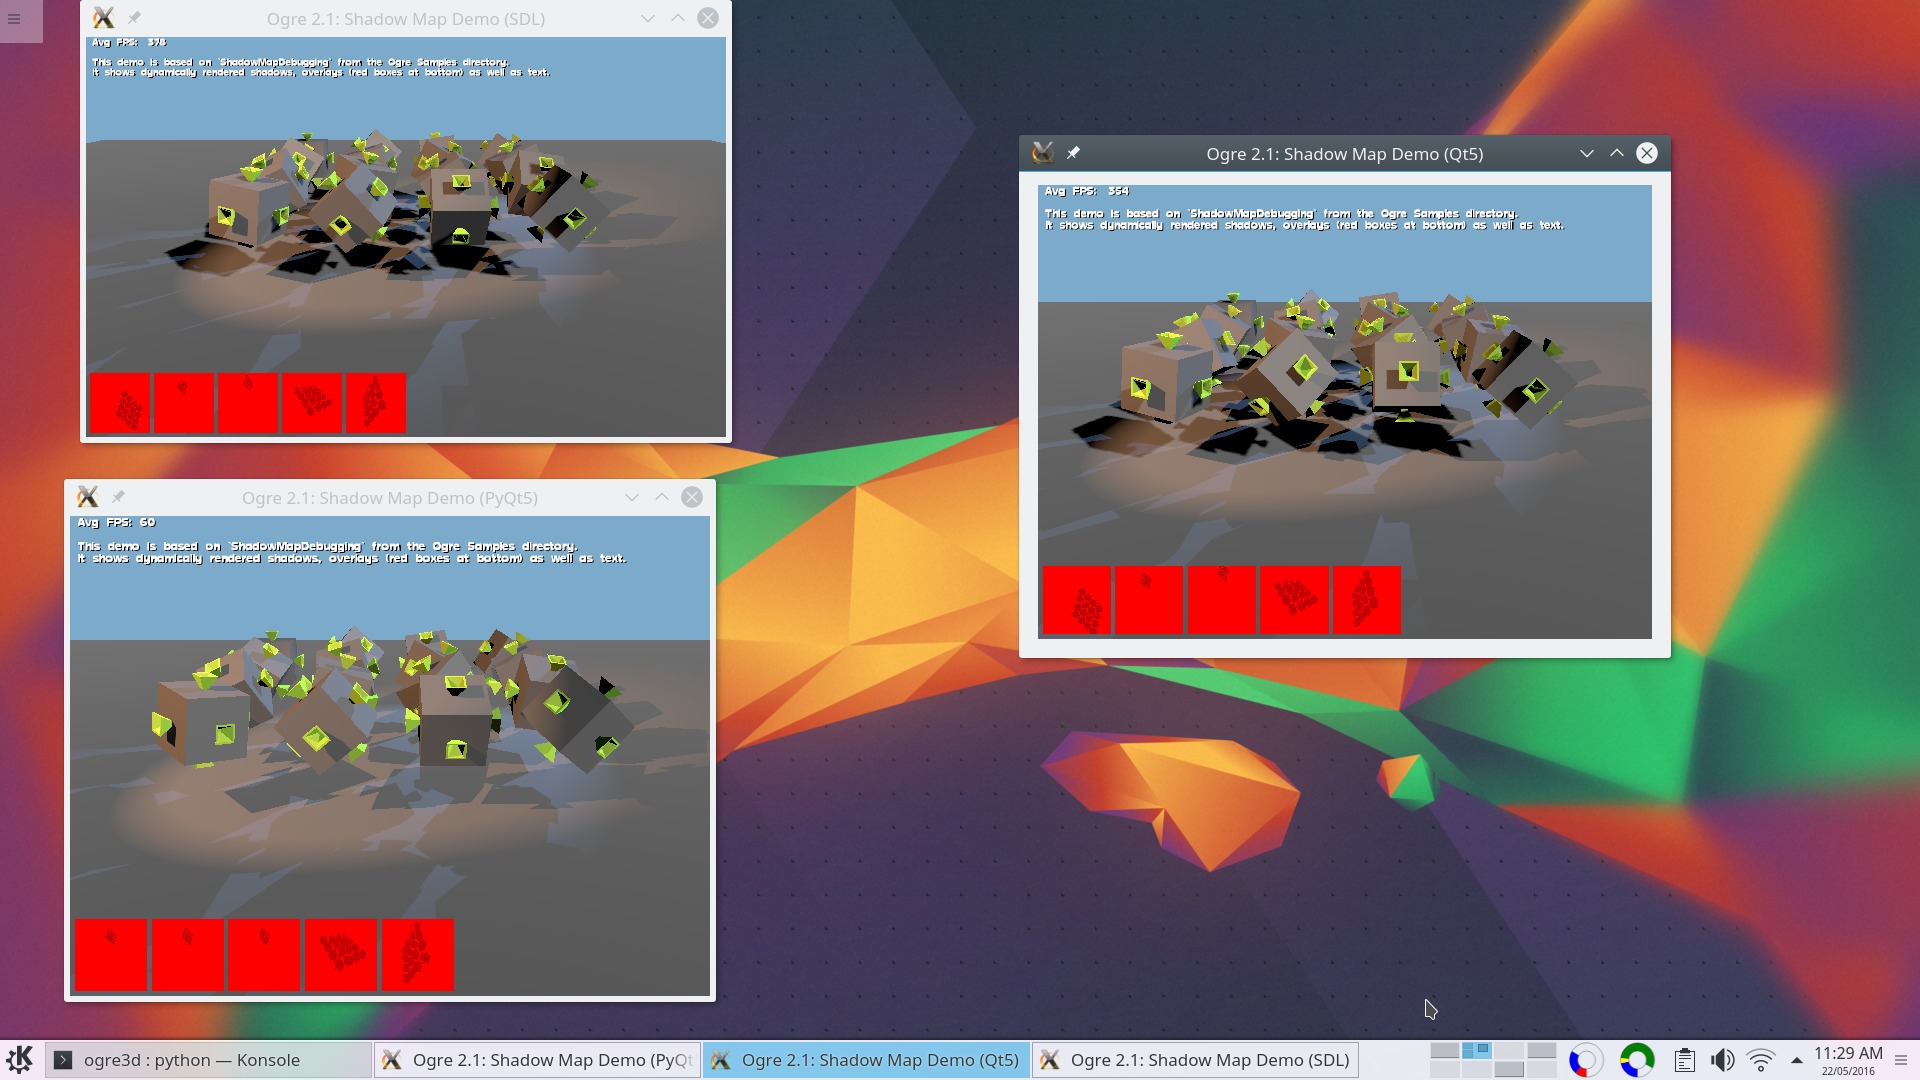 Ogre 2.1: Shadow Map Demo (SDL)
Avg FPS: 378
This demo is based on 'ShadowMapDebugging' from the Ogre Samples directory.
It shows dynamically rendered shadows, overlays (red boxes at bottom) as well as text.
Ogre 2.1: Shadow Map Demo (Qt5)
Avg FPS: 354
This demo is based on 'ShadowMapDebugging' from the Ogre Samples directory.
It shows dynamically rendered shadows, overlays (red boxes at bottom) as well as text.
Ogre 2.1: Shadow Map Demo (PyQt5)
Avg FPS: 60
This demo is based on 'ShadowMapDebugging' from the Ogre Samples directory.
It shows dynamically rendered shadows, overlays (red boxes at bottom) as well as text.
ogre3d : python — Konsole
Ogre 2.1: Shadow Map Demo (PyQt
Ogre 2.1: Shadow Map Demo (Qt5)
Ogre 2.1: Shadow Map Demo (SDL)
11:29 AM
22/05/2016